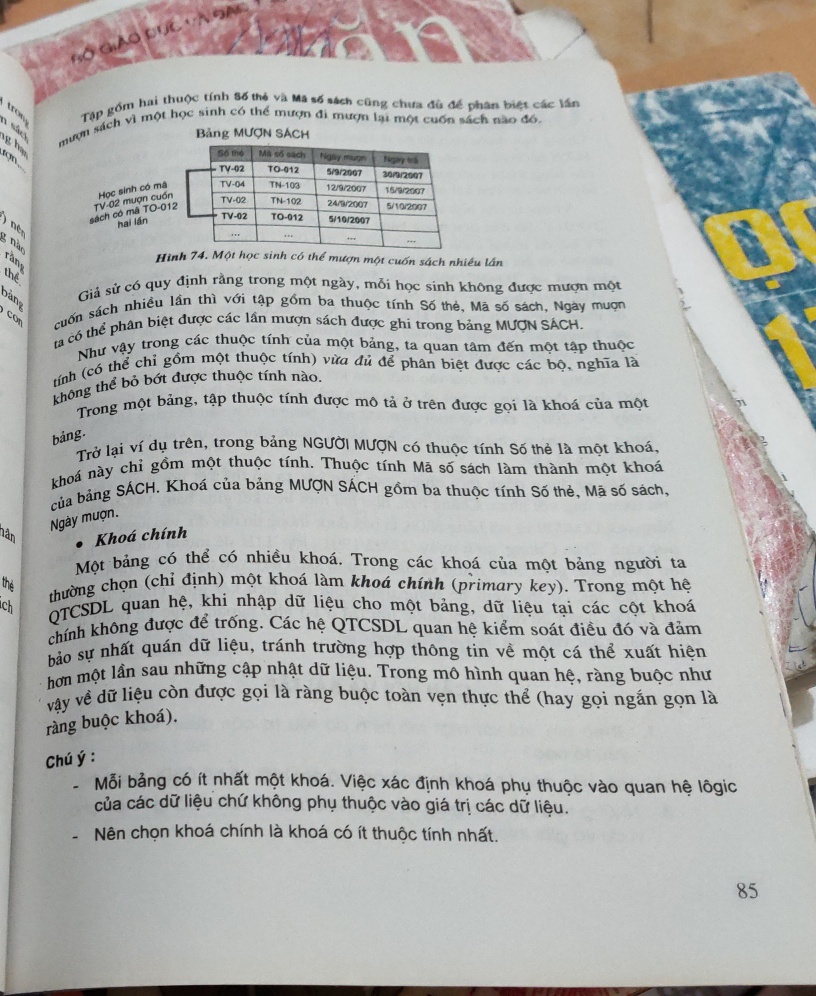 BỘ GIÁO DỤC VÀ
Tập gồm hai thuộc tính Số thẻ và Mã số sách cũng chưa đủ để phân biệt các lần
mượn sách vì một học sinh có thể mượn đi mượn lại một cuốn sách nào đó.
Bảng MƯỢN SÁCH
Số thẻ Mã số sách Ngày mượn Ngày trả
TV-02 TO-012 5/9/2007 30/9/2007
TV-04 TN-103 12/9/2007 15/9/2007
TV-02 TN-102 24/9/2007 5/10/2007
TV-02 TO-012 5/10/2007
... ... ... ...
Học sinh có mã
TV-02 mượn cuốn
sách có mã TO-012
hai lần
Hình 74. Một học sinh có thể mượn một cuốn sách nhiều lần
Giả sử có quy định rằng trong một ngày, mỗi học sinh không được mượn một
cuốn sách nhiều lần thì với tập gồm ba thuộc tính Số thẻ, Mã số sách, Ngày mượn
ta có thể phân biệt được các lần mượn sách được ghi trong bảng MƯỢN SÁCH.
Như vậy trong các thuộc tính của một bảng, ta quan tâm đến một tập thuộc
tính (có thể chỉ gồm một thuộc tính) vừa đủ để phân biệt được các bộ, nghĩa là
không thể bỏ bớt được thuộc tính nào.
Trong một bảng, tập thuộc tính được mô tả ở trên được gọi là khoá của một
bảng.
Trở lại ví dụ trên, trong bảng NGƯỜI MƯỢN có thuộc tính Số thẻ là một khoá,
khoá này chỉ gồm một thuộc tính. Thuộc tính Mã số sách làm thành một khoá
của bảng SÁCH. Khoá của bảng MƯỢN SÁCH gồm ba thuộc tính Số thẻ, Mã số sách,
Ngày mượn.
• Khoá chính
Một bảng có thể có nhiều khoá. Trong các khoá của một bảng người ta
thường chọn (chỉ định) một khoá làm khoá chính (primary key). Trong một hệ
QTCSDL quan hệ, khi nhập dữ liệu cho một bảng, dữ liệu tại các cột khoá
chính không được để trống. Các hệ QTCSDL quan hệ kiểm soát điều đó và đảm
bảo sự nhất quán dữ liệu, tránh trường hợp thông tin về một cá thể xuất hiện
hơn một lần sau những cập nhật dữ liệu. Trong mô hình quan hệ, ràng buộc như
vậy về dữ liệu còn được gọi là ràng buộc toàn vẹn thực thể (hay gọi ngắn gọn là
ràng buộc khoá).
Chú ý :
- Mỗi bảng có ít nhất một khoá. Việc xác định khoá phụ thuộc vào quan hệ lôgic
của các dữ liệu chứ không phụ thuộc vào giá trị các dữ liệu.
- Nên chọn khoá chính là khoá có ít thuộc tính nhất.
85